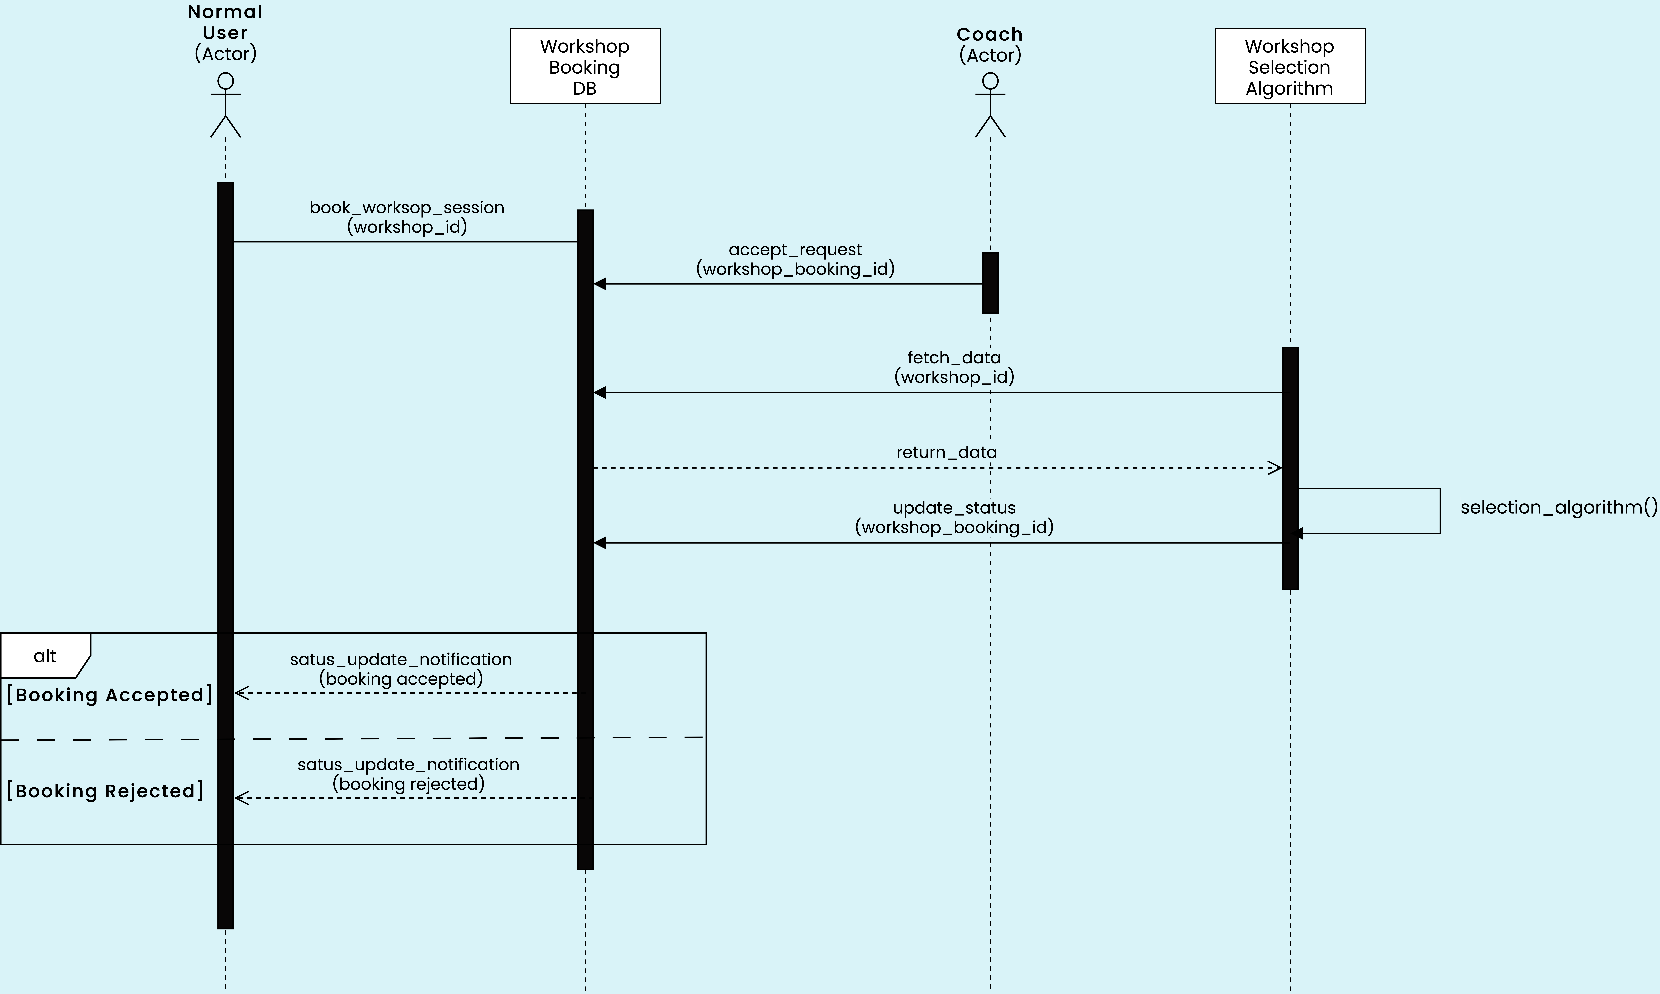 Normal
User
(Actor)
Workshop
Booking
DB
Coach
(Actor)
Workshop
Selection
Algorithm
book_worksop_session
(workshop_id)
accept_request
(workshop_booking_id)
fetch_data
(workshop_id)
return_data
selection_algorithm()
update_status
(workshop_booking_id)
alt
satus_update_notification
(booking accepted)
[Booking Accepted]
satus_update_notification
(booking rejected)
[Booking Rejected]